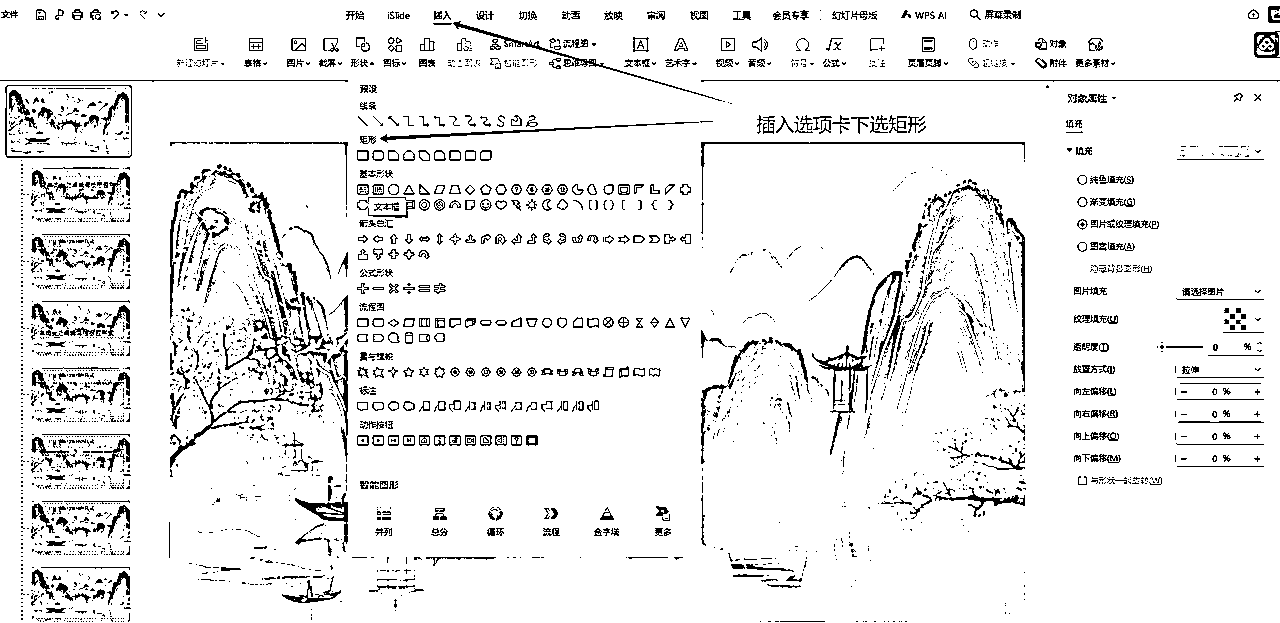 文件 开始 iSlide 插入 设计 切换 动画 放映 审阅 视图 工具 会员专享 幻灯片母版 WPS AI 屏幕录制
表格 图片 截屏 形状 图标 图表 SmartArt 流程图 文本框 艺术字 视频 音频 公式 页眉页脚 对象 附件 更多素材
智能图形 思维导图
插入选项卡下选矩形
预设
线条
矩形
基本形状
文本框
箭头总汇
公式形状
流程图
星与旗帜
标注
动作按钮
智能图形
并列 总分 循环 流程 金字塔 更多
对象属性
填充
填充
纯色填充(S)
渐变填充(G)
图片或纹理填充(P)
图案填充(A)
隐藏背景图形(H)
图片填充 请选择图片
纹理填充(U)
透明度(T) 0 %
放置方式(I) 拉伸
向左偏移(L) - 0 % +
向右偏移(R) - 0 % +
向上偏移(O) - 0 % +
向下偏移(M) - 0 % +
与形状一起旋转(W)